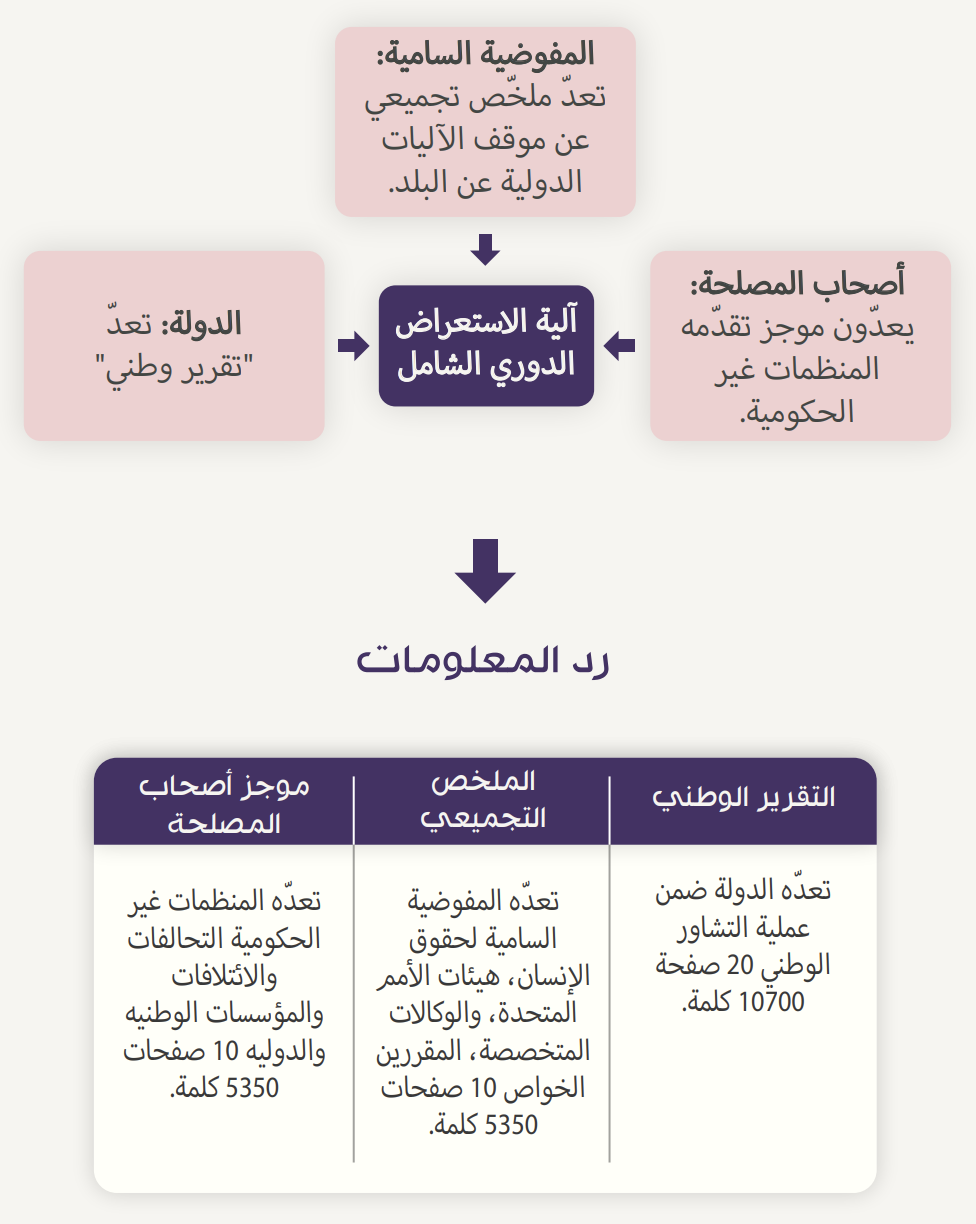 المفوضية السامية:
تعدّ ملخّص تجميعي
عن موقف الآليات
الدولية عن البلد.
أصحاب المصلحة:
يعدّون موجز تقدّمه
المنظمات غير
الحكومية.
آلية الاستعراض
الدوري الشامل
الدولة: تعدّ
"تقرير وطني"
رد المعلومات
التقرير الوطني
تعدّه الدولة ضمن
عملية التشاور
الوطني 20 صفحة
10700 كلمة.
الملخص
التجميعي
تعدّه المفوضية
السامية لحقوق
الإنسان، هيئات الأمم
المتحدة، والوكالات
المتخصصة، المقررين
الخواص 10 صفحات
5350 كلمة.
موجز أصحاب
المصلحة
تعدّه المنظمات غير
الحكومية التحالفات
والائتلافات
والمؤسسات الوطنيه
والدوليه 10 صفحات
5350 كلمة.